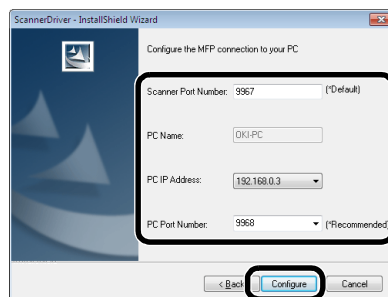 ScannerDriver - InstallShield Wizard
Configure the MFP connection to your PC
Scanner Port Number: 9967 (*Default)
PC Name: OKI-PC
PC IP Address: 192.168.0.3
PC Port Number: 9968 (*Recommended)
< Back Configure Cancel